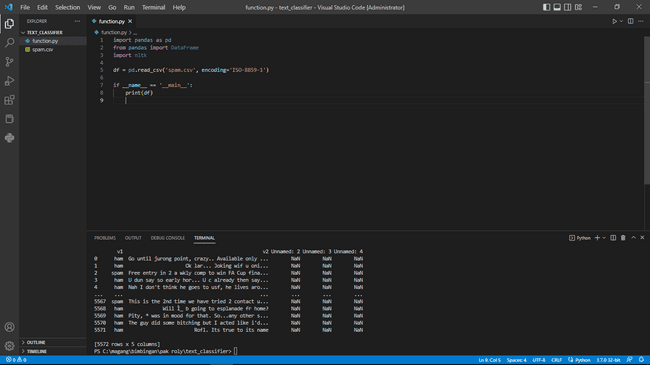 File Edit Selection View Go Run Terminal Help
function.py - text_classifier - Visual Studio Code [Administrator]
EXPLORER
TEXT_CLASSIFIER
function.py
spam.csv
function.py
function.py > ...
1 import pandas as pd
2 from pandas import DataFrame
3 import nltk
4
5 df = pd.read_csv('spam.csv', encoding='ISO-8859-1')
6
7 if __name__ == '__main__':
8 print(df)
9
PROBLEMS OUTPUT DEBUG CONSOLE TERMINAL
Python
v1 v2 Unnamed: 2 Unnamed: 3 Unnamed: 4
0 ham Go until jurong point, crazy.. Available only ... NaN NaN NaN
1 ham Ok lar... Joking wif u oni... NaN NaN NaN
2 spam Free entry in 2 a wkly comp to win FA Cup fina... NaN NaN NaN
3 ham U dun say so early hor... U c already then say... NaN NaN NaN
4 ham Nah I don't think he goes to usf, he lives aro... NaN NaN NaN
... ... ... ... ... ...
5567 spam This is the 2nd time we have tried 2 contact u... NaN NaN NaN
5568 ham Will Ì_ b going to esplanade fr home? NaN NaN NaN
5569 ham Pity, * was in mood for that. So...any other s... NaN NaN NaN
5570 ham The guy did some bitching but I acted like i'd... NaN NaN NaN
5571 ham Rofl. Its true to its name NaN NaN NaN
[5572 rows x 5 columns]
PS C:\magang\bimbingan\pak roly\text_classifier>
OUTLINE
TIMELINE
0 0
Ln 9, Col 5 Spaces: 4 UTF-8 CRLF Python 3.7.0 32-bit